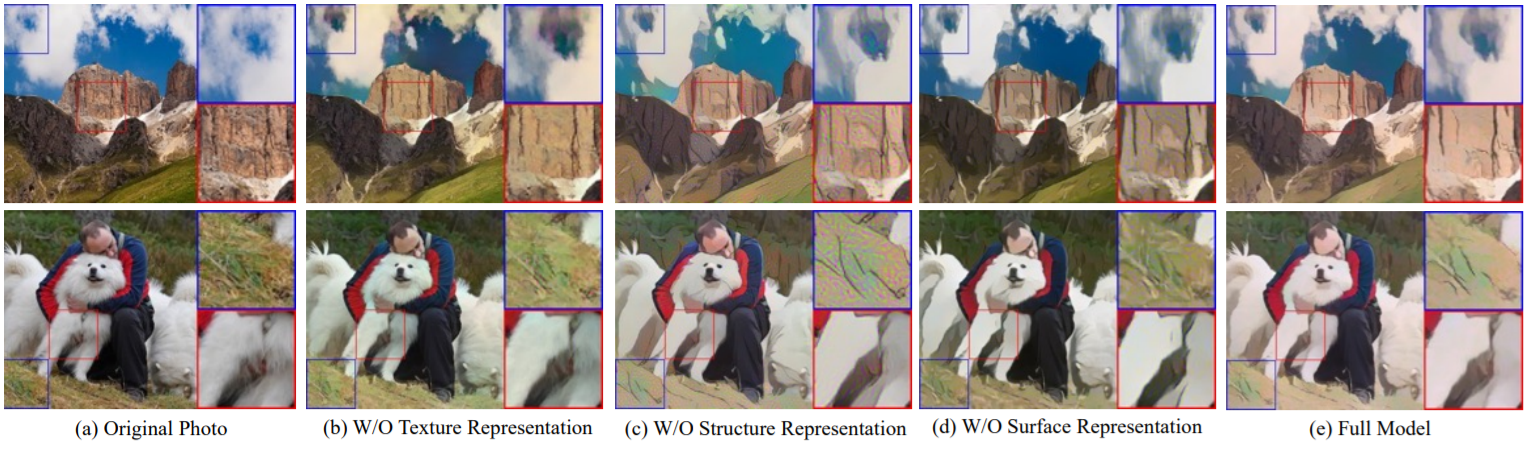 (a) Original Photo
(b) W/O Texture Representation
(c) W/O Structure Representation
(d) W/O Surface Representation
(e) Full Model